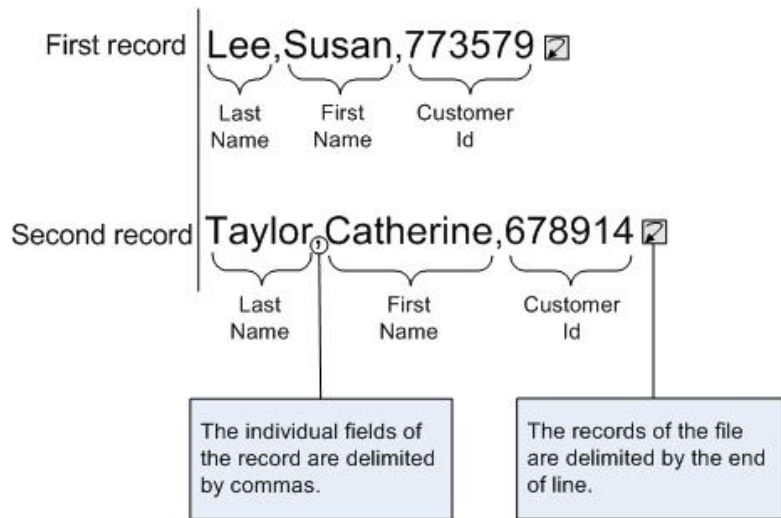 First record Lee,Susan,773579
Last Name First Name Customer Id
Second record Taylor,Catherine,678914
Last Name First Name Customer Id
The individual fields of
the record are delimited
by commas.
The records of the file
are delimited by the end
of line.